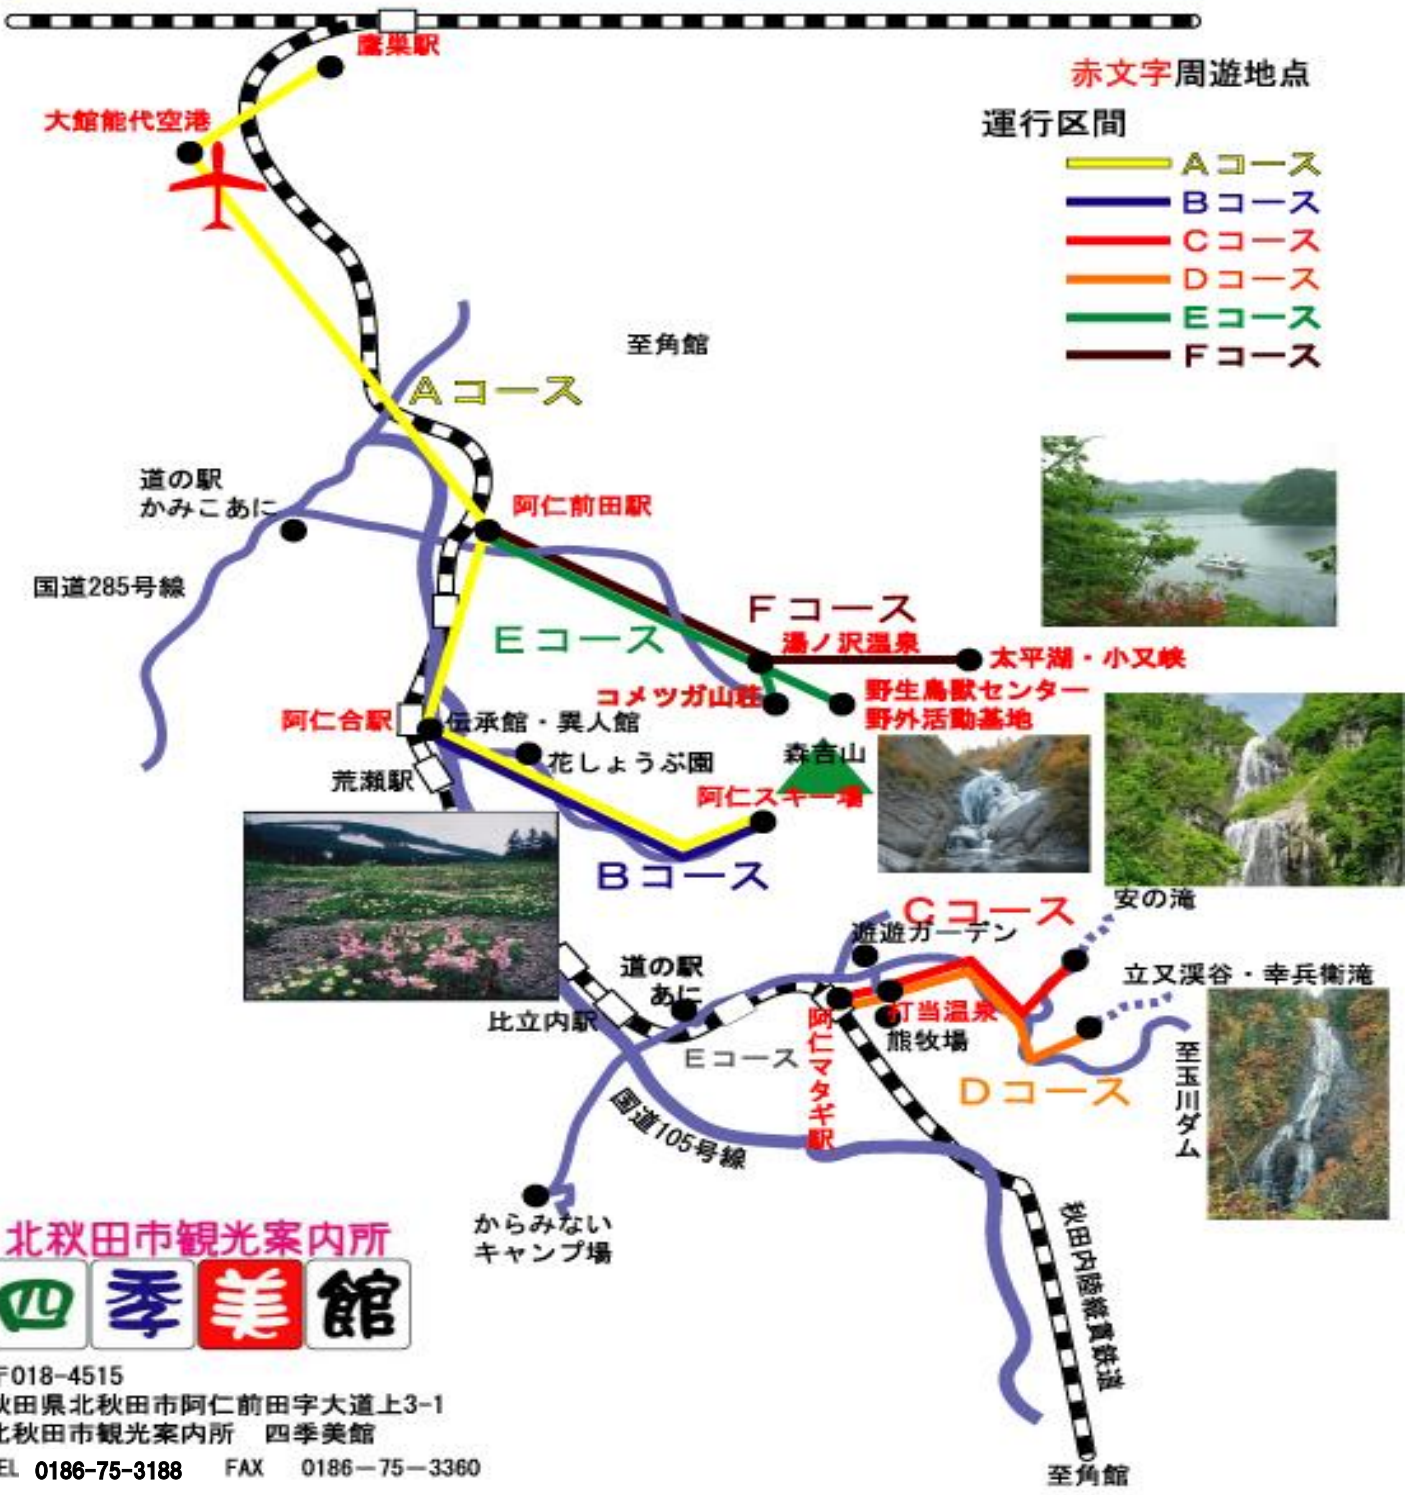 鷹巣駅
赤文字周遊地点
大館能代空港
運行区間
Aコース
Bコース
Cコース
Dコース
Eコース
Fコース
至角館
Aコース
道の駅
かみこあに
阿仁前田駅
国道285号線
Fコース
Eコース
湯ノ沢温泉
太平湖・小又峡
コメツガ山荘
野生鳥獣センター
野外活動基地
阿仁合駅
伝承館・異人館
花しょうぶ園
森吉山
荒瀬駅
阿仁スキー場
Bコース
安の滝
Cコース
遊遊ガーデン
道の駅
あに
立又渓谷・幸兵衛滝
比立内駅
打当温泉
熊牧場
阿仁マタギ駅
Eコース
Dコース
至玉川ダム
国道105号線
からみない
キャンプ場
秋田内陸縦貫鉄道
至角館
北秋田市観光案内所
四季美館
〒018-4515
秋田県北秋田市阿仁前田字大道上3-1
北秋田市観光案内所　四季美館
TEL 0186-75-3188 FAX 0186－75－3360